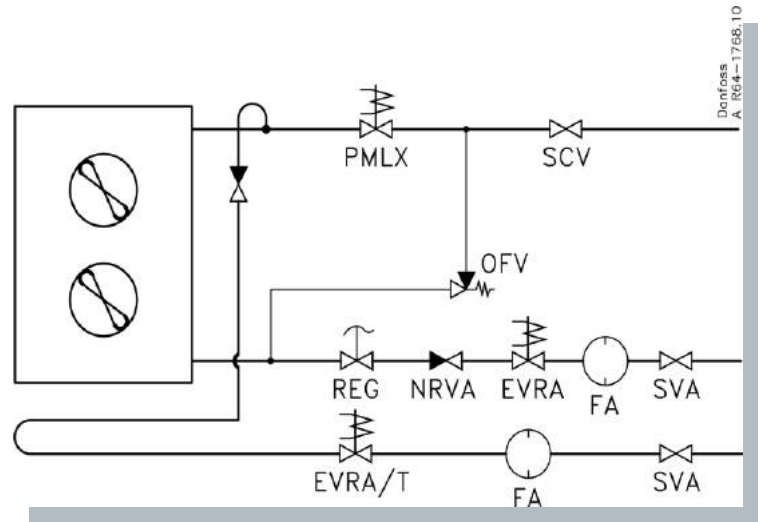 Danfoss
A R64-1768.10
PMLX
SCV
OFV
REG
NRVA
EVRA
FA
SVA
EVRA/T
FA
SVA